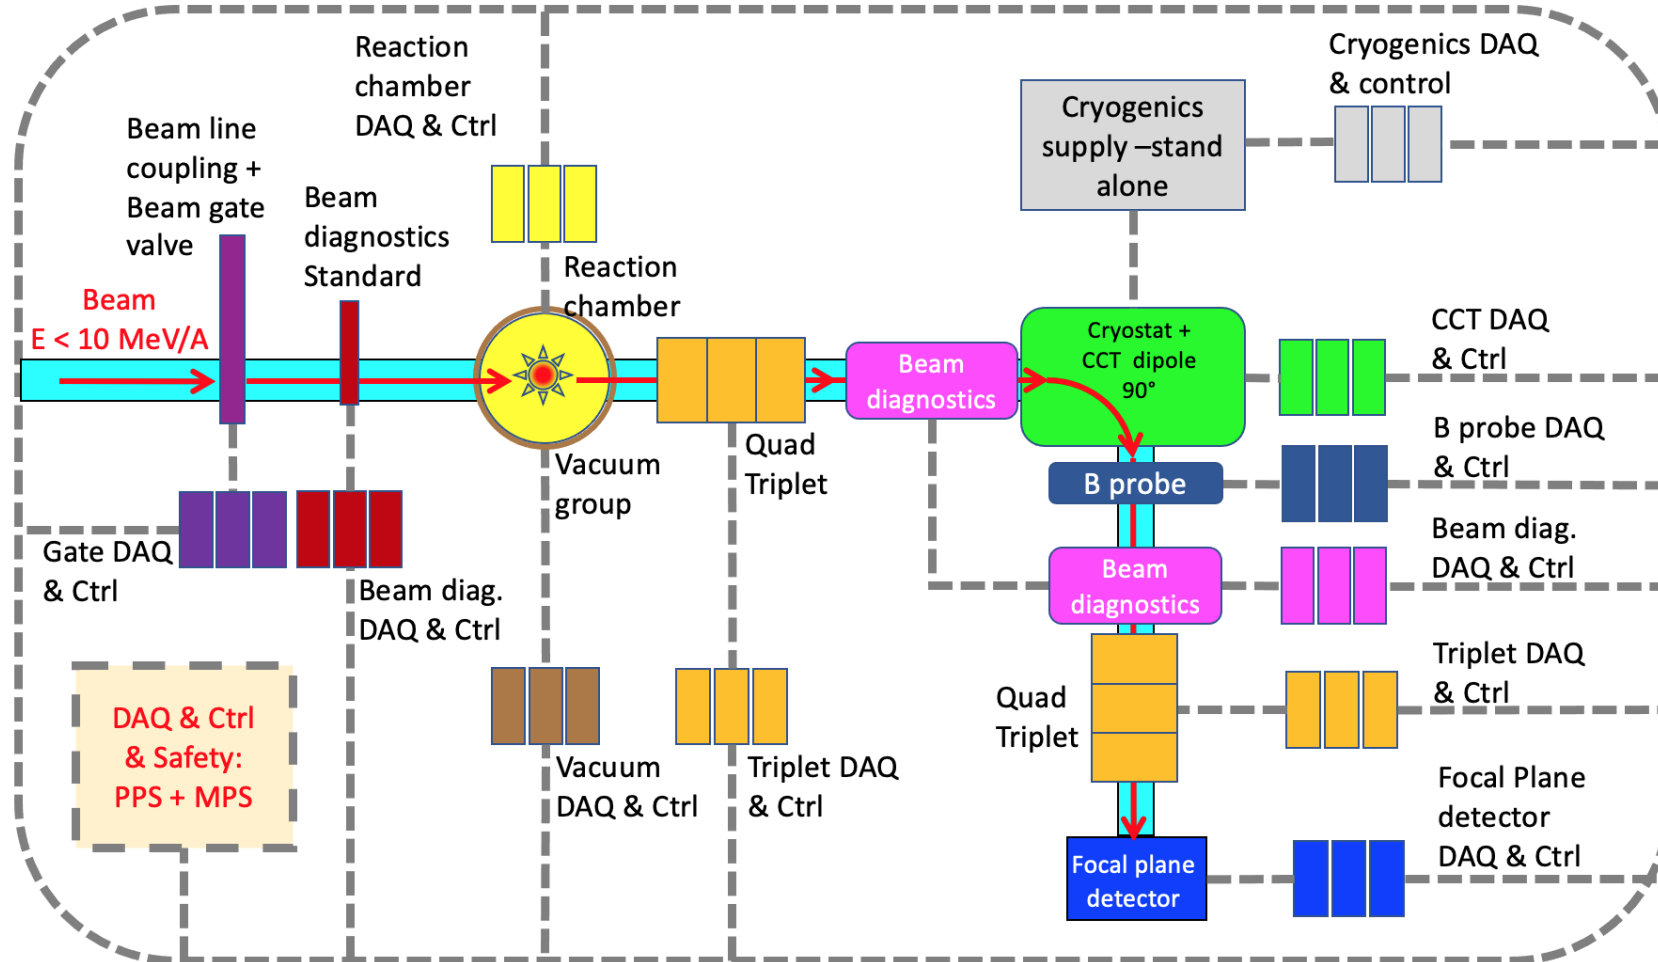 Reaction
chamber
DAQ & Ctrl
Cryogenics DAQ
& control
Beam line
coupling +
Beam gate
valve
Beam
diagnostics
Standard
Cryogenics
supply –stand
alone
Reaction
chamber
Beam
E < 10 MeV/A
Cryostat +
CCT dipole
90°
CCT DAQ
& Ctrl
Beam
diagnostics
Quad
Triplet
Vacuum
group
B probe
B probe DAQ
& Ctrl
Gate DAQ
& Ctrl
Beam diag.
DAQ & Ctrl
Beam
diagnostics
Beam diag.
DAQ & Ctrl
Quad
Triplet
Triplet DAQ
& Ctrl
DAQ & Ctrl
& Safety:
PPS + MPS
Vacuum
DAQ & Ctrl
Triplet DAQ
& Ctrl
Focal plane
detector
Focal Plane
detector
DAQ & Ctrl